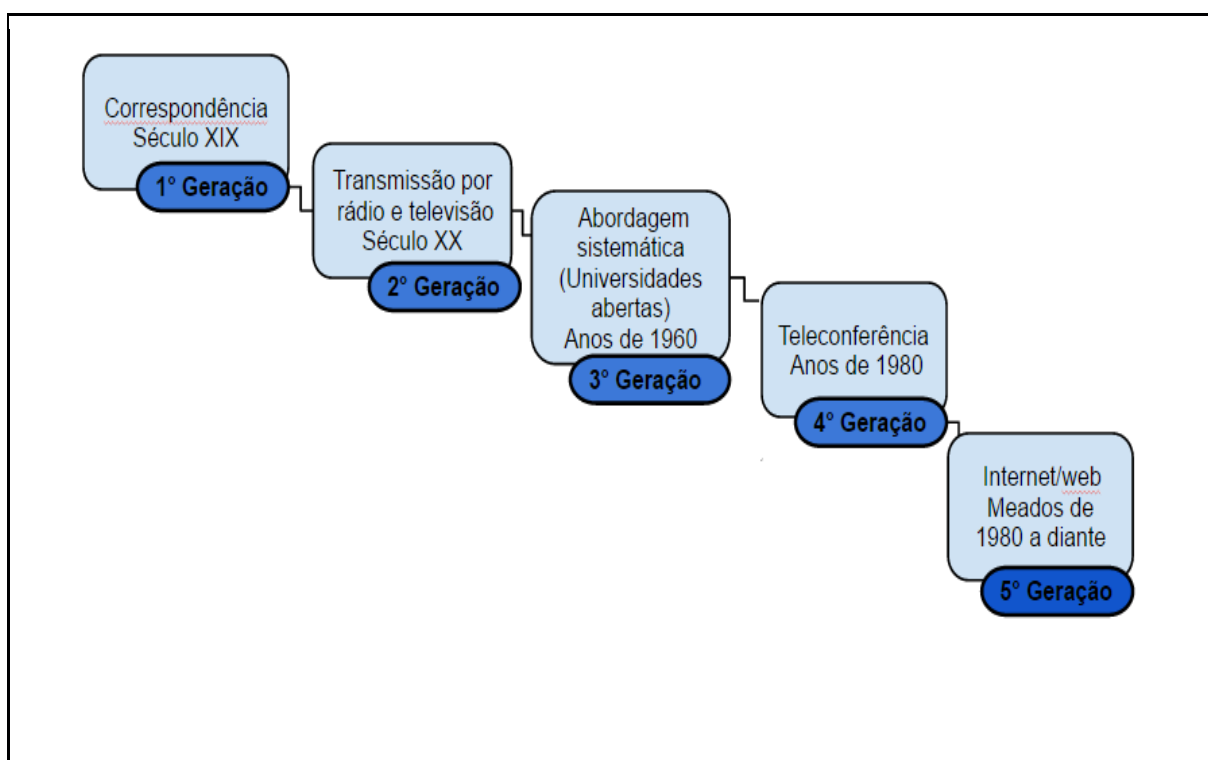 Correspondência
Século XIX
1° Geração
Transmissão por
rádio e televisão
Século XX
2° Geração
Abordagem
sistemática
(Universidades
abertas)
Anos de 1960
3° Geração
Teleconferência
Anos de 1980
4° Geração
Internet/web
Meados de
1980 a diante
5° Geração